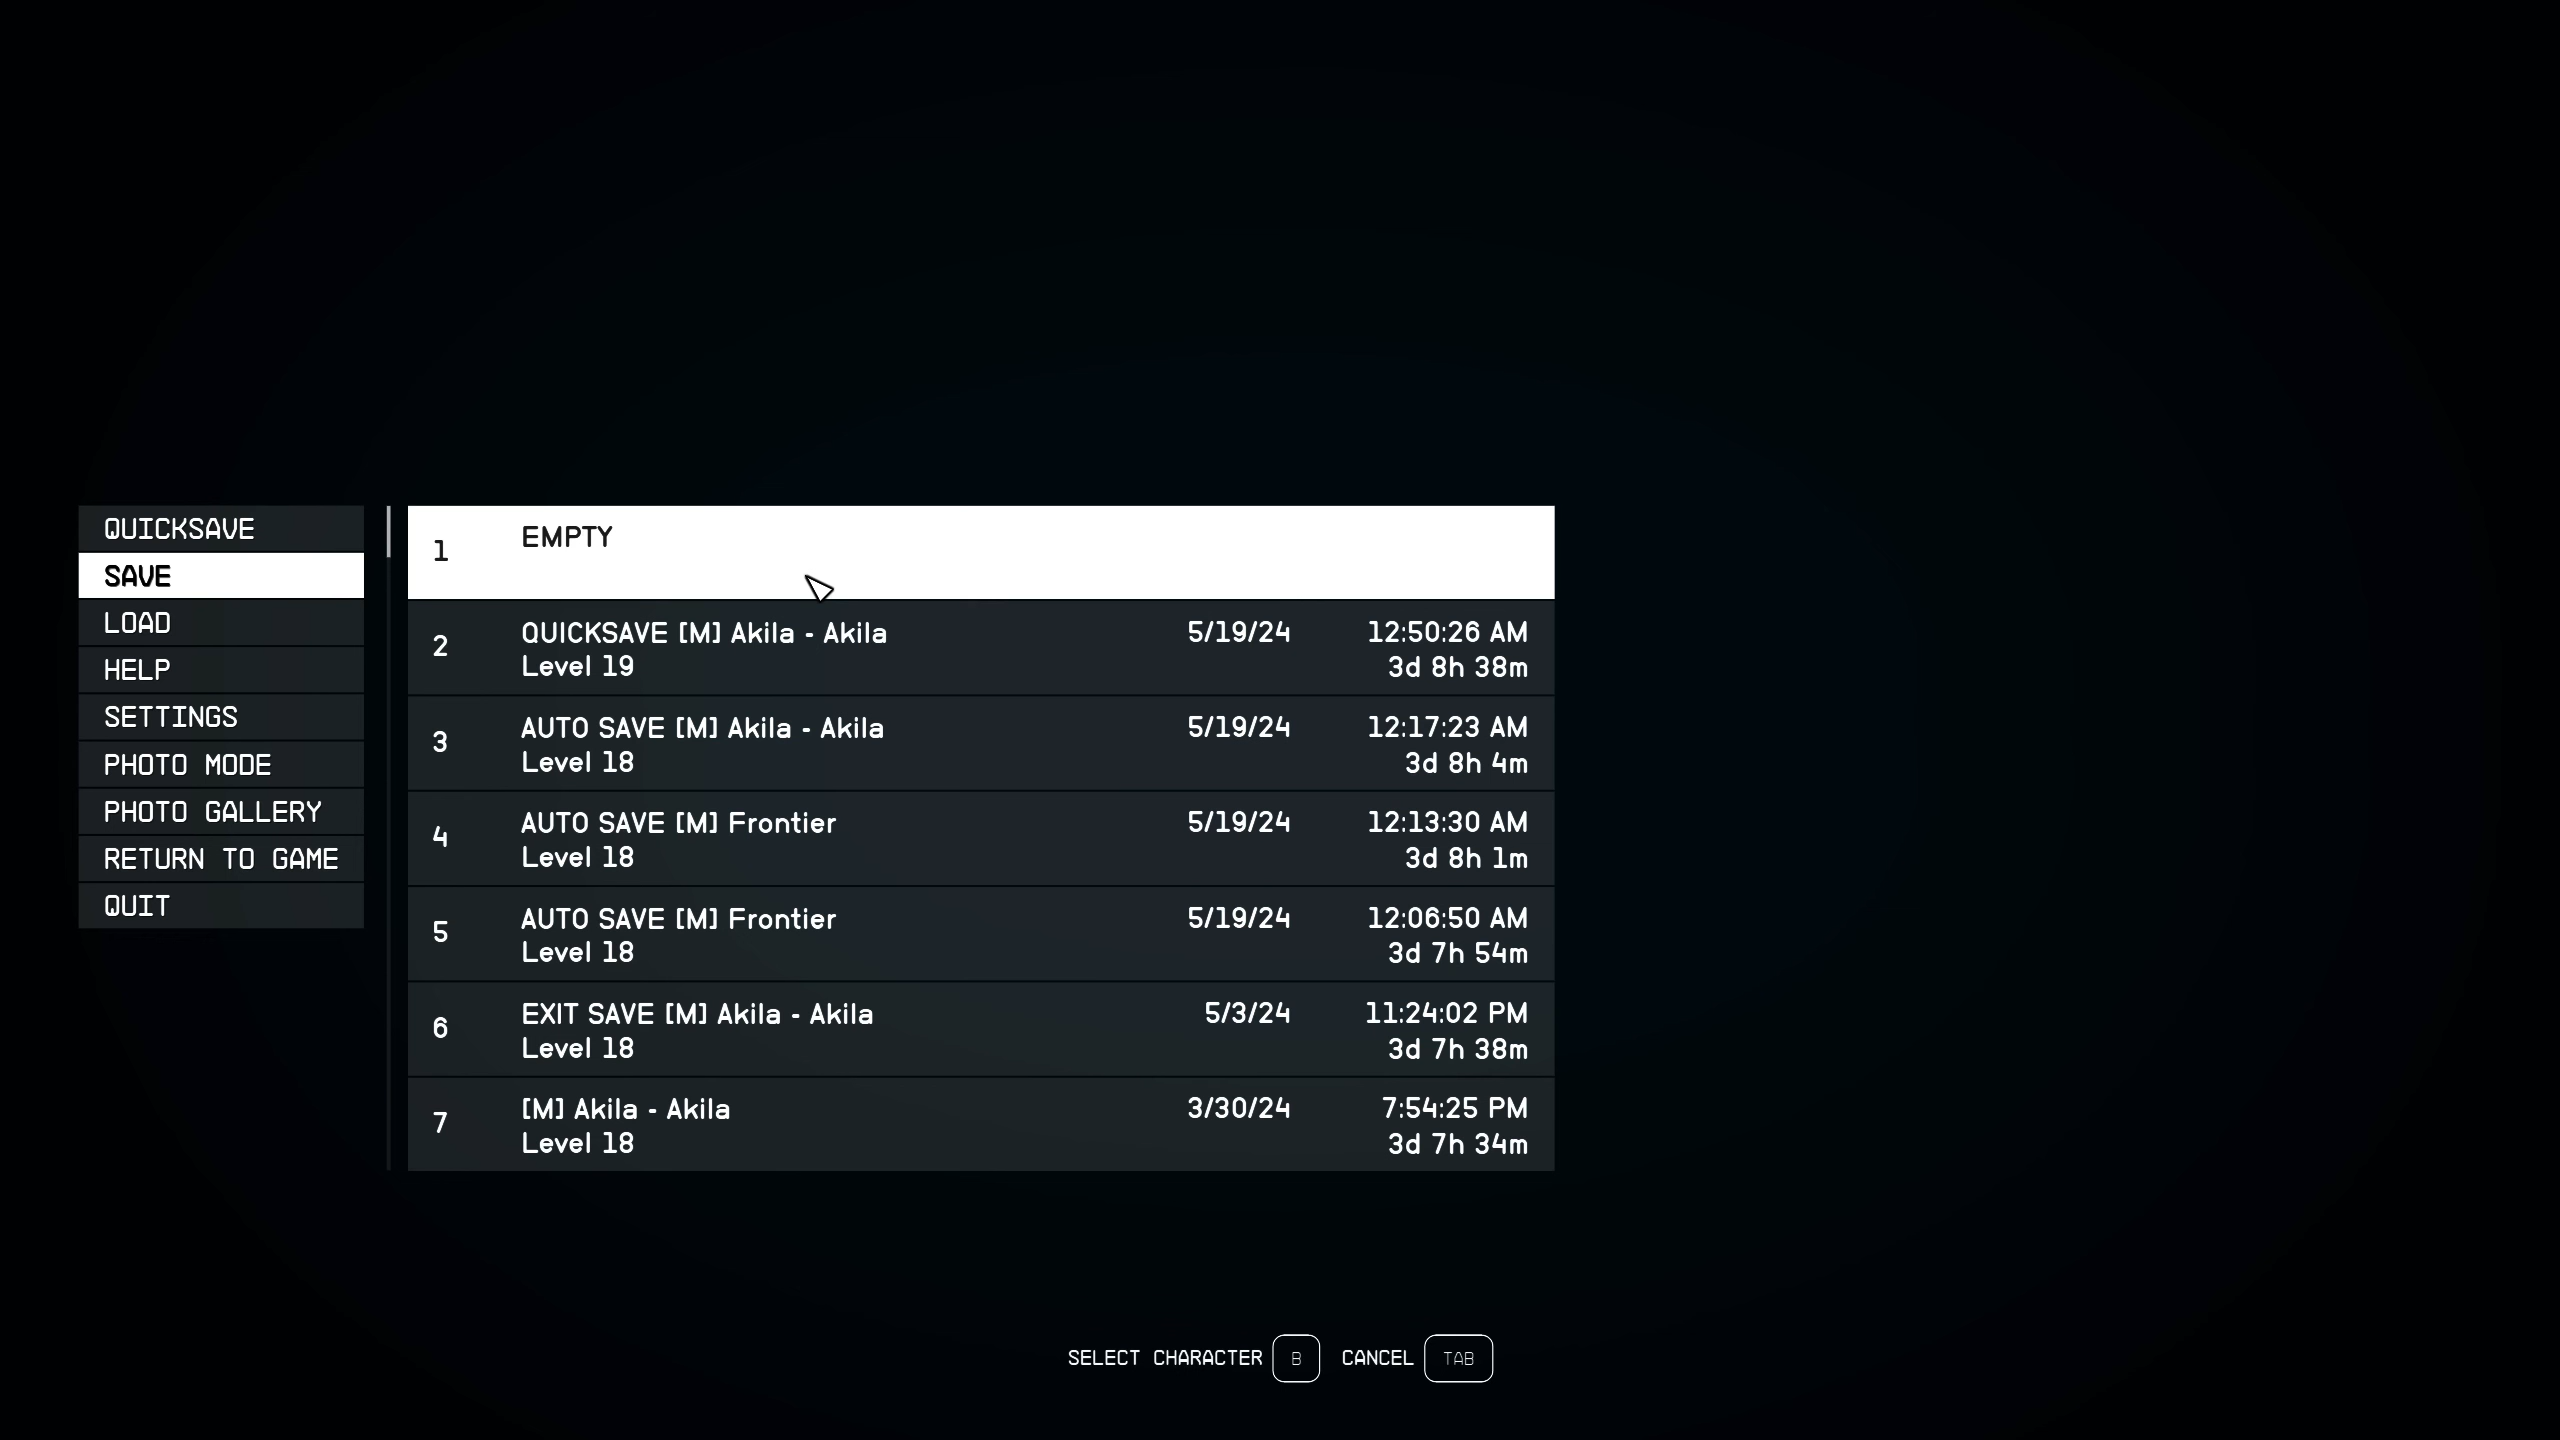 QUICKSAVE
SAVE
LOAD
HELP
SETTINGS
PHOTO MODE
PHOTO GALLERY
RETURN TO GAME
QUIT
1 EMPTY
2 QUICKSAVE [M] Akila - Akila 5/19/24 12:50:26 AM
Level 19 3d 8h 38m
3 AUTO SAVE [M] Akila - Akila 5/19/24 12:17:23 AM
Level 18 3d 8h 4m
4 AUTO SAVE [M] Frontier 5/19/24 12:13:30 AM
Level 18 3d 8h 1m
5 AUTO SAVE [M] Frontier 5/19/24 12:06:50 AM
Level 18 3d 7h 54m
6 EXIT SAVE [M] Akila - Akila 5/3/24 11:24:02 PM
Level 18 3d 7h 38m
7 [M] Akila - Akila 3/30/24 7:54:25 PM
Level 18 3d 7h 34m
SELECT CHARACTER B CANCEL TAB